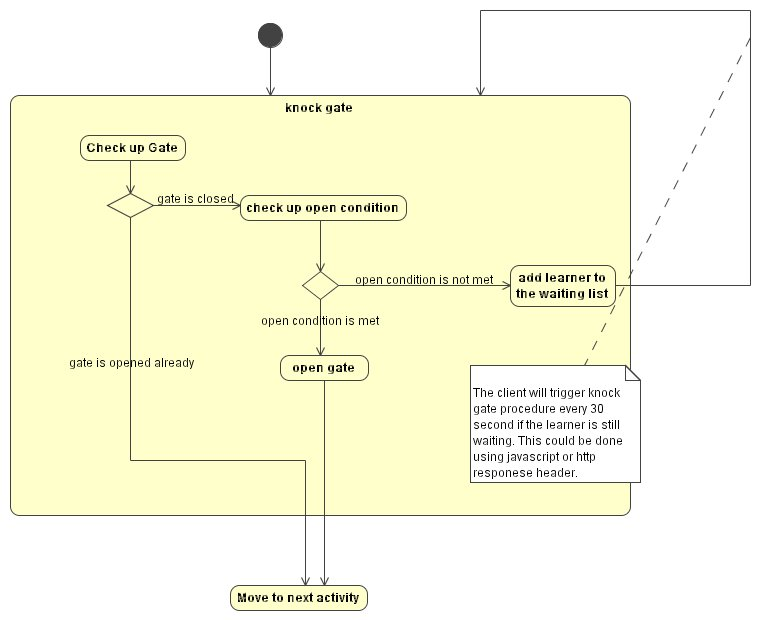 knock gate
Check up Gate
gate is closed
check up open condition
open condition is not met
add learner to
the waiting list
open condition is met
gate is opened already
open gate
The client will trigger knock
gate procedure every 30
second if the learner is still
waiting. This could be done
using javascript or http
responese header.
Move to next activity